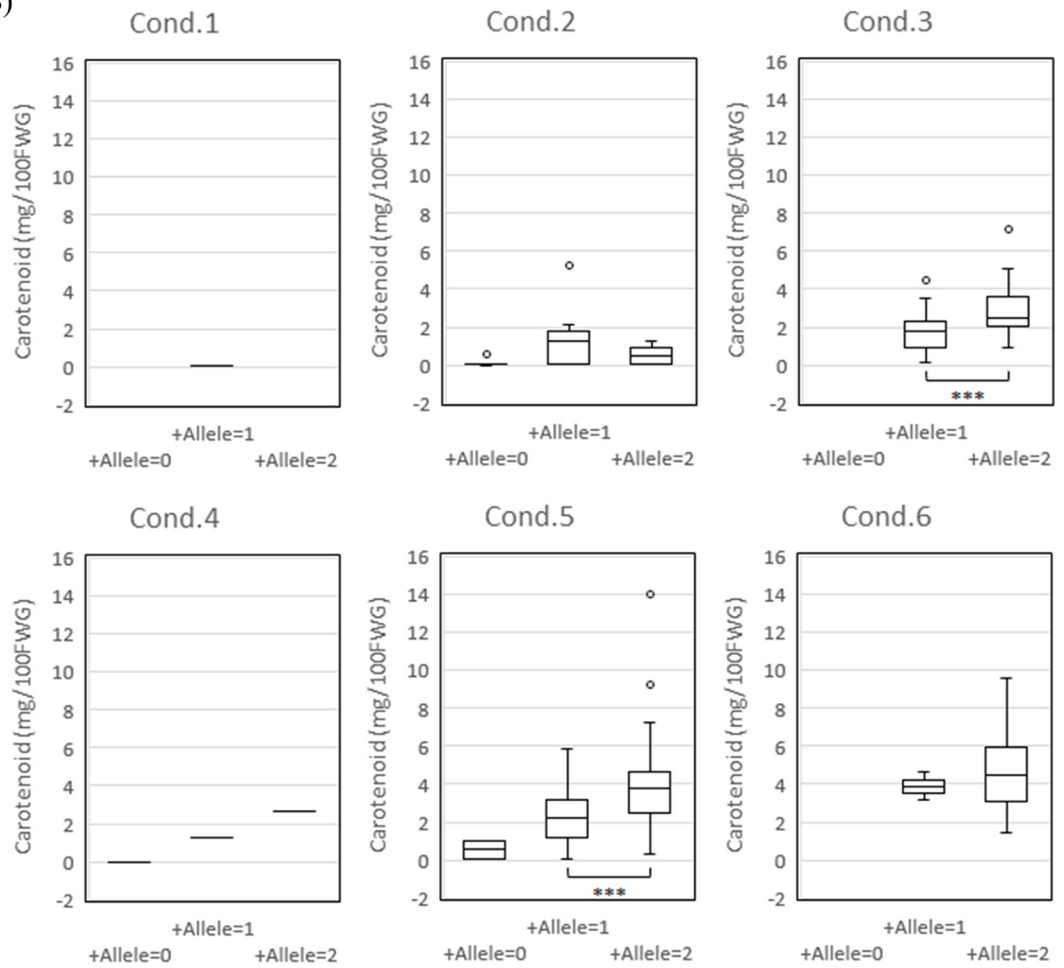 Cond.1
Cond.2
Cond.3
Carotenoid (mg/100FWG)
16
14
12
10
8
6
4
2
0
-2
+Allele=1
+Allele=0
+Allele=2
Carotenoid (mg/100FWG)
16
14
12
10
8
6
4
2
0
-2
+Allele=1
+Allele=0
+Allele=2
Carotenoid (mg/100FWG)
16
14
12
10
8
6
4
2
0
-2
***
+Allele=1
+Allele=0
+Allele=2
Cond.4
Cond.5
Cond.6
Carotenoid (mg/100FWG)
16
14
12
10
8
6
4
2
0
-2
+Allele=1
+Allele=0
+Allele=2
Carotenoid (mg/100FWG)
16
14
12
10
8
6
4
2
0
-2
***
+Allele=1
+Allele=0
+Allele=2
Carotenoid (mg/100FWG)
16
14
12
10
8
6
4
2
0
-2
+Allele=1
+Allele=0
+Allele=2